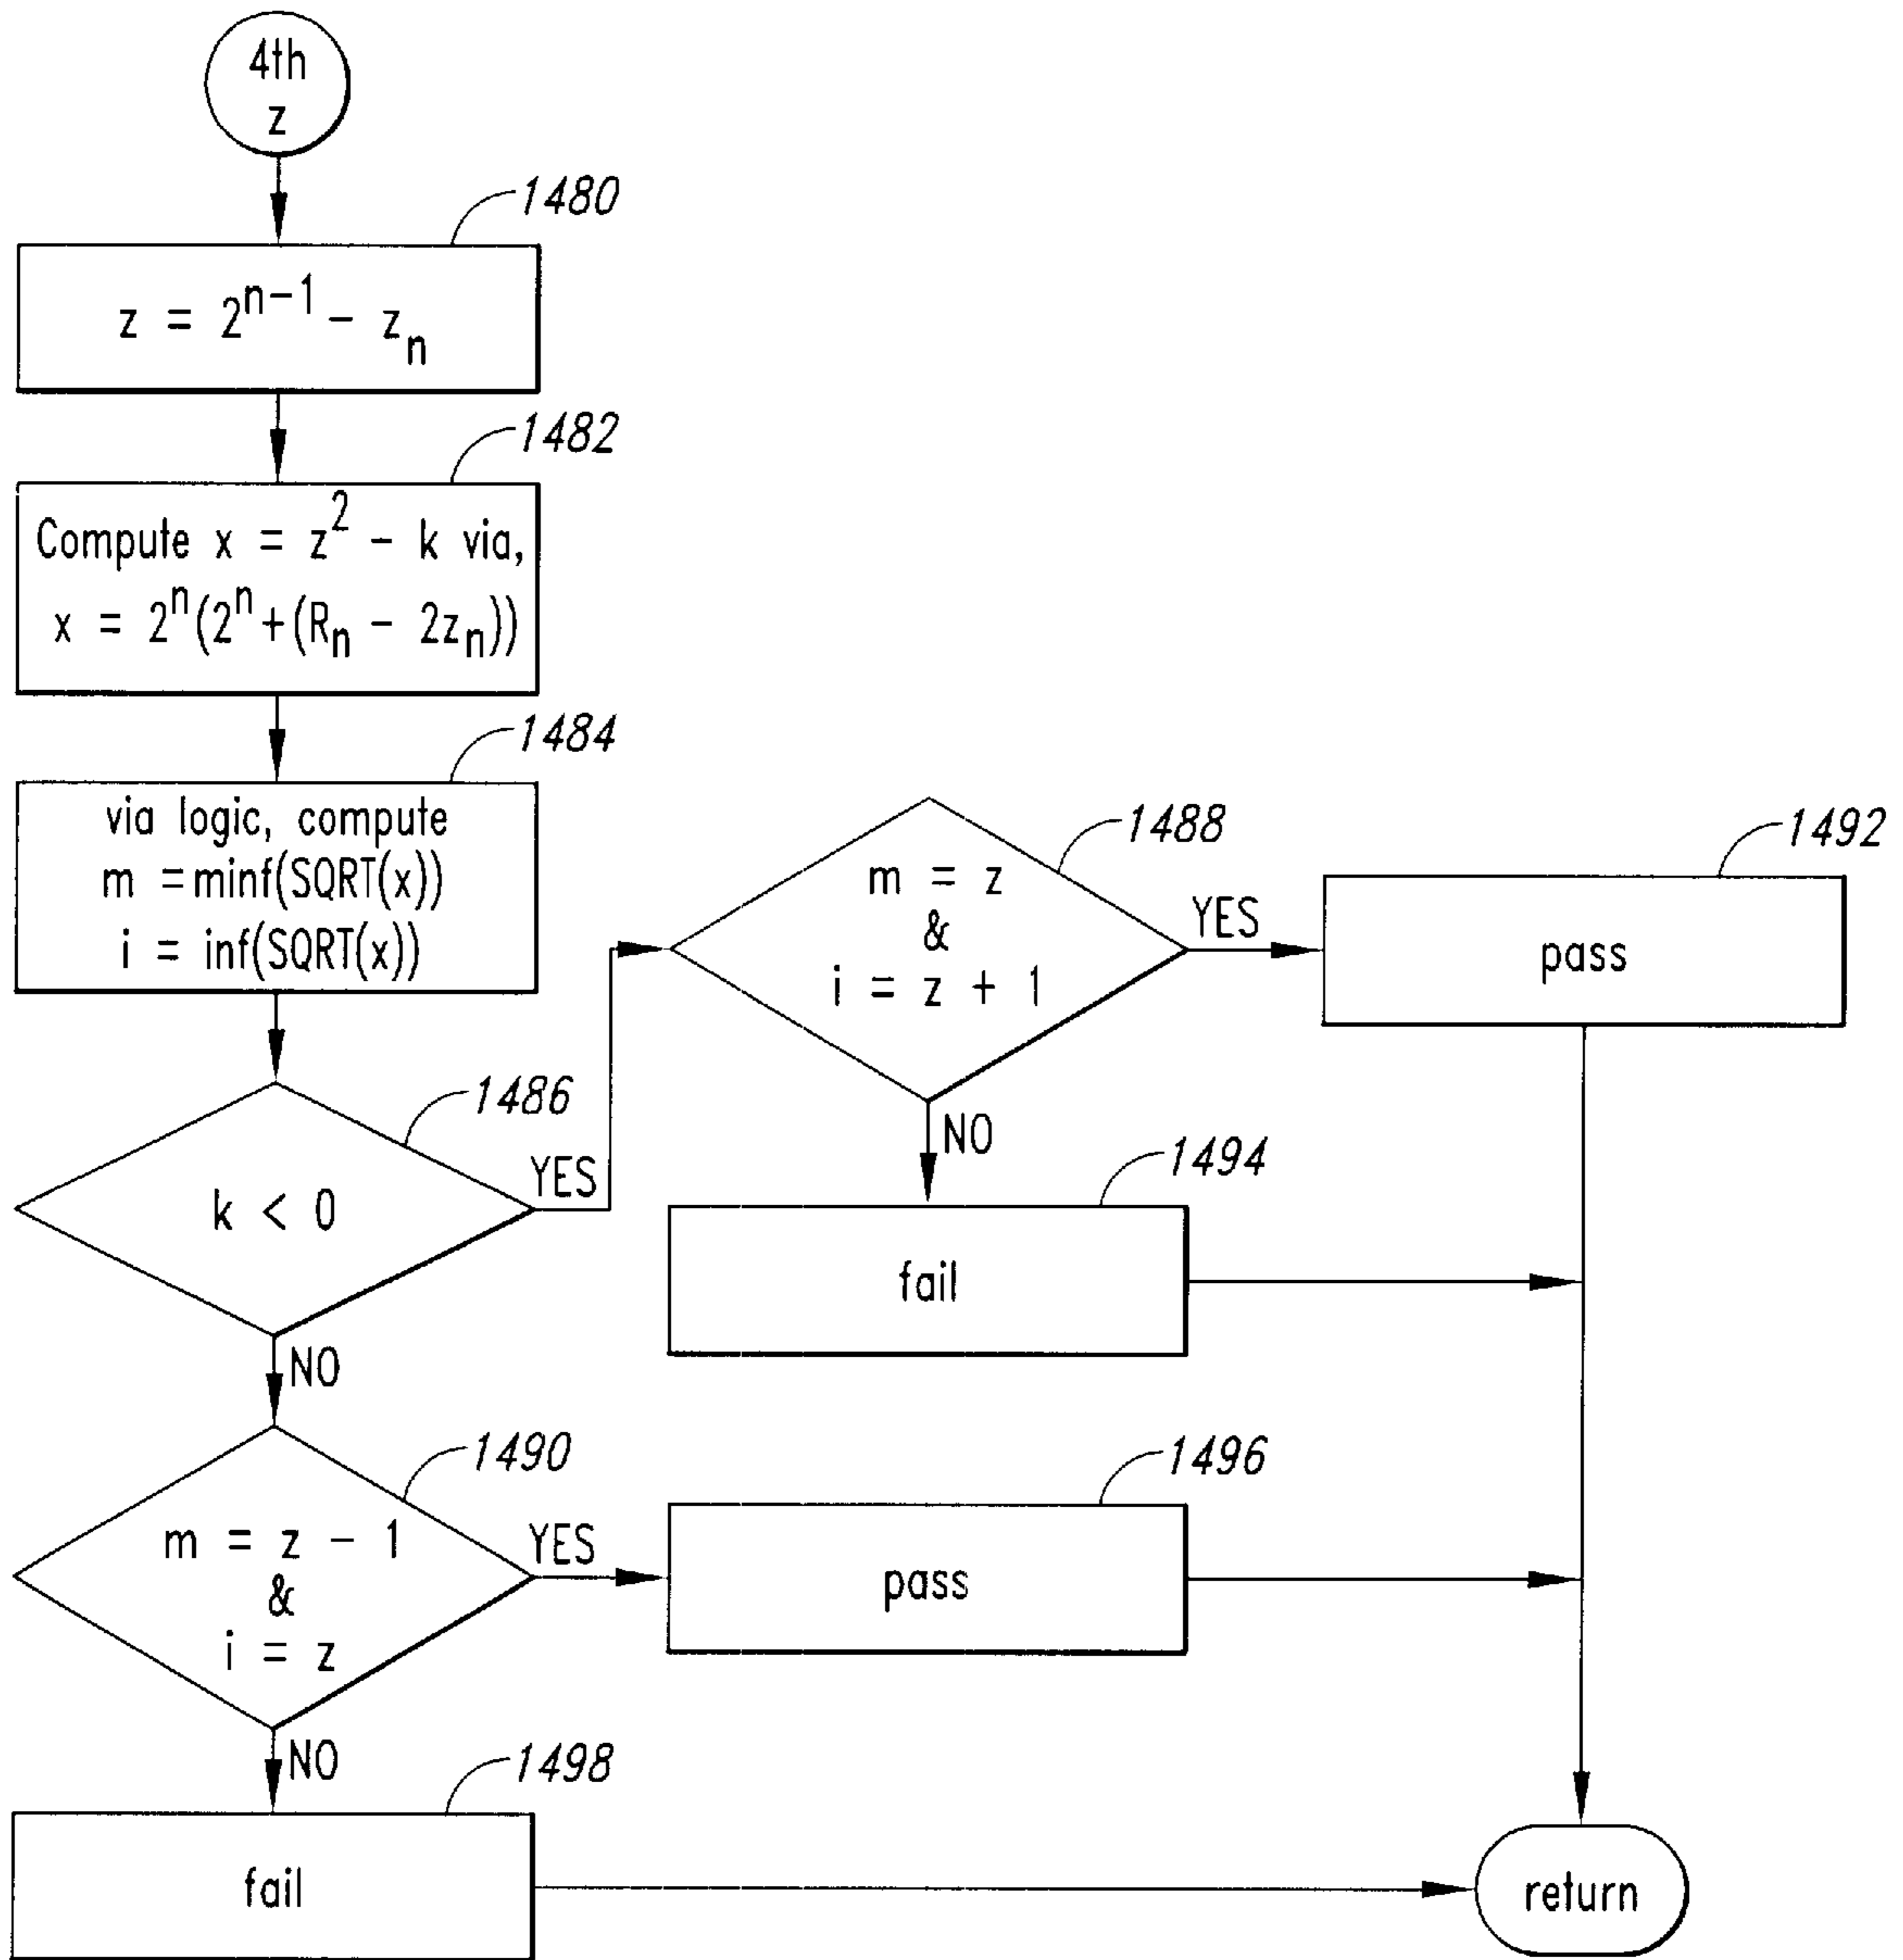 4th
z
1480
z = 2^{n-1} - z_n
1482
Compute x = z^2 - k via,
x = 2^n(2^n+(R_n - 2z_n))
1484
via logic, compute
m =minf(SQRT(x))
i = inf(SQRT(x))
1486
k < 0
YES
NO
1488
m = z
&
i = z + 1
YES
NO
1492
pass
1494
fail
1490
m = z - 1
&
i = z
YES
NO
1496
pass
1498
fail
return